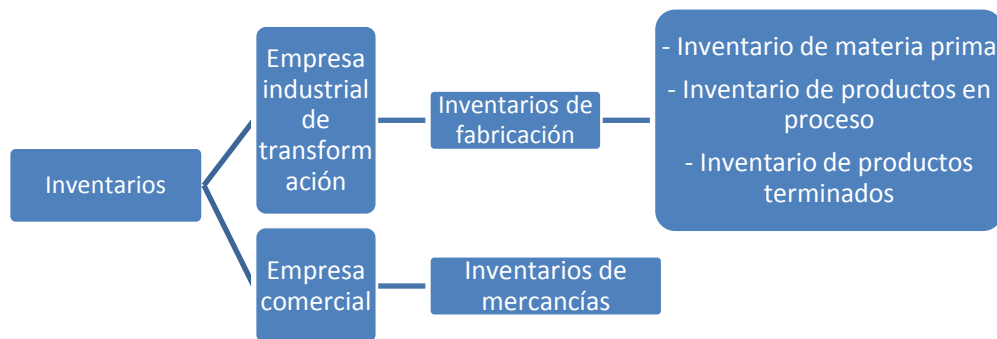 Inventarios
Empresa
industrial
de
transform
ación
Inventarios de
fabricación
- Inventario de materia prima
- Inventario de productos en
proceso
- Inventario de productos
terminados
Empresa
comercial
Inventarios de
mercancías